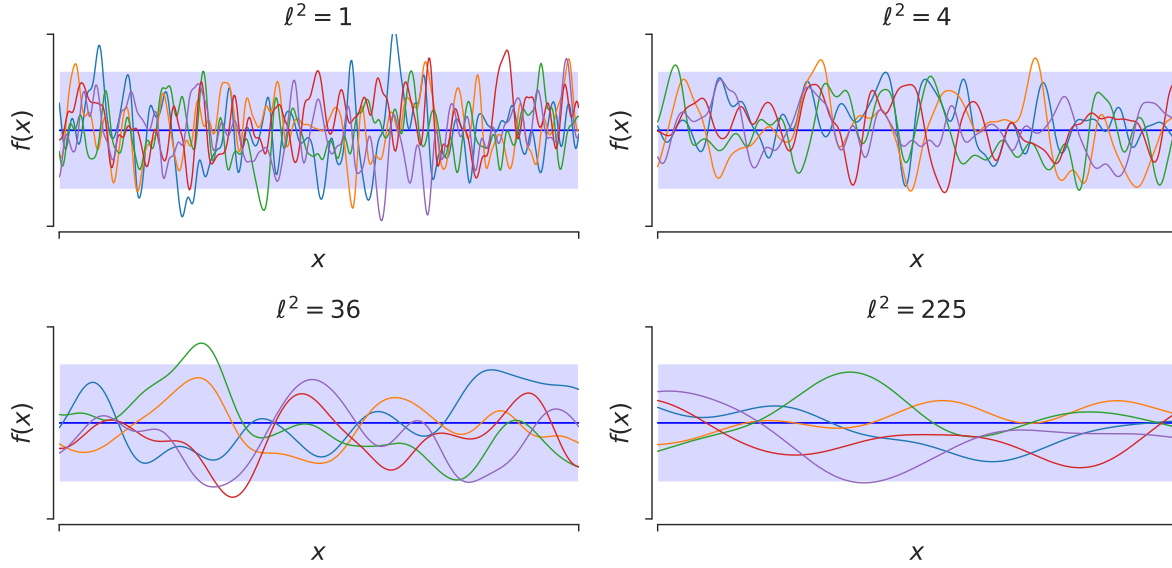 ℓ² = 1
f(x)
x
ℓ² = 4
f(x)
x
ℓ² = 36
f(x)
x
ℓ² = 225
f(x)
x